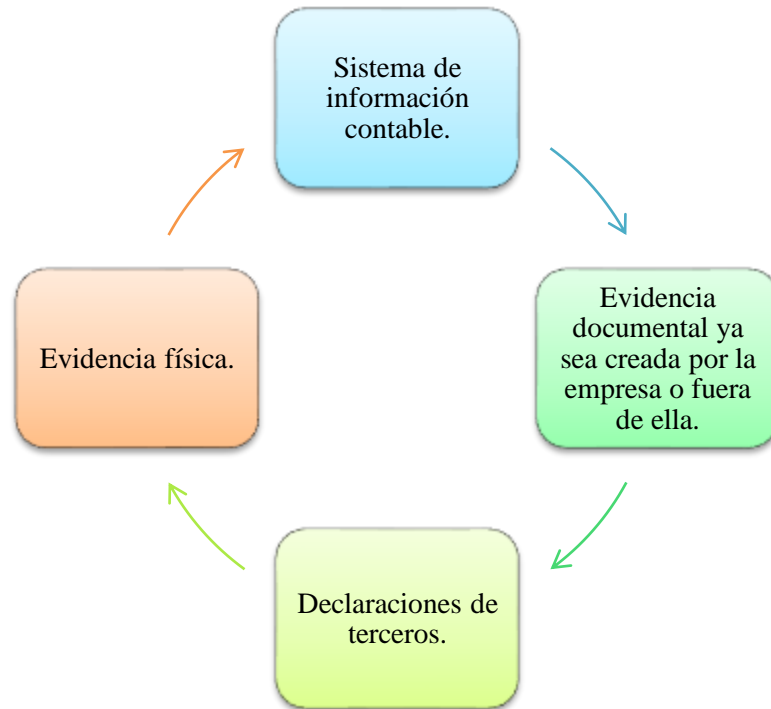 Sistema de
información
contable.
Evidencia
documental ya
sea creada por la
empresa o fuera
de ella.
Declaraciones de
terceros.
Evidencia física.